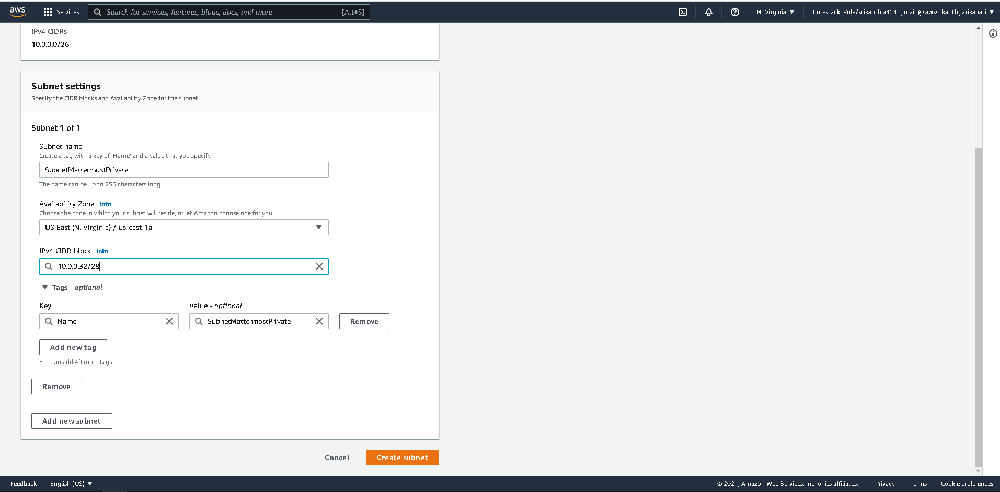 aws Services Search for services, features, blogs, docs, and more [Alt+S] N. Virginia ▼ Corestack_Role/srikanth.a414_gmail @ awssrikanthgarikapati ▼
IPv4 CIDRs
10.0.0.0/26
Subnet settings
Specify the CIDR blocks and Availability Zone for the subnet.
Subnet 1 of 1
Subnet name
Create a tag with a key of 'Name' and a value that you specify.
SubnetMattermostPrivate
The name can be up to 256 characters long.
Availability Zone Info
Choose the zone in which your subnet will reside, or let Amazon choose one for you.
US East (N. Virginia) / us-east-1a
IPv4 CIDR block Info
10.0.0.32/28
Tags - optional
Key Value - optional
Name SubnetMattermostPrivate Remove
Add new tag
You can add 49 more tags.
Remove
Add new subnet
Cancel Create subnet
Feedback English (US) ▼ © 2021, Amazon Web Services, Inc. or its affiliates. Privacy Terms Cookie preferences